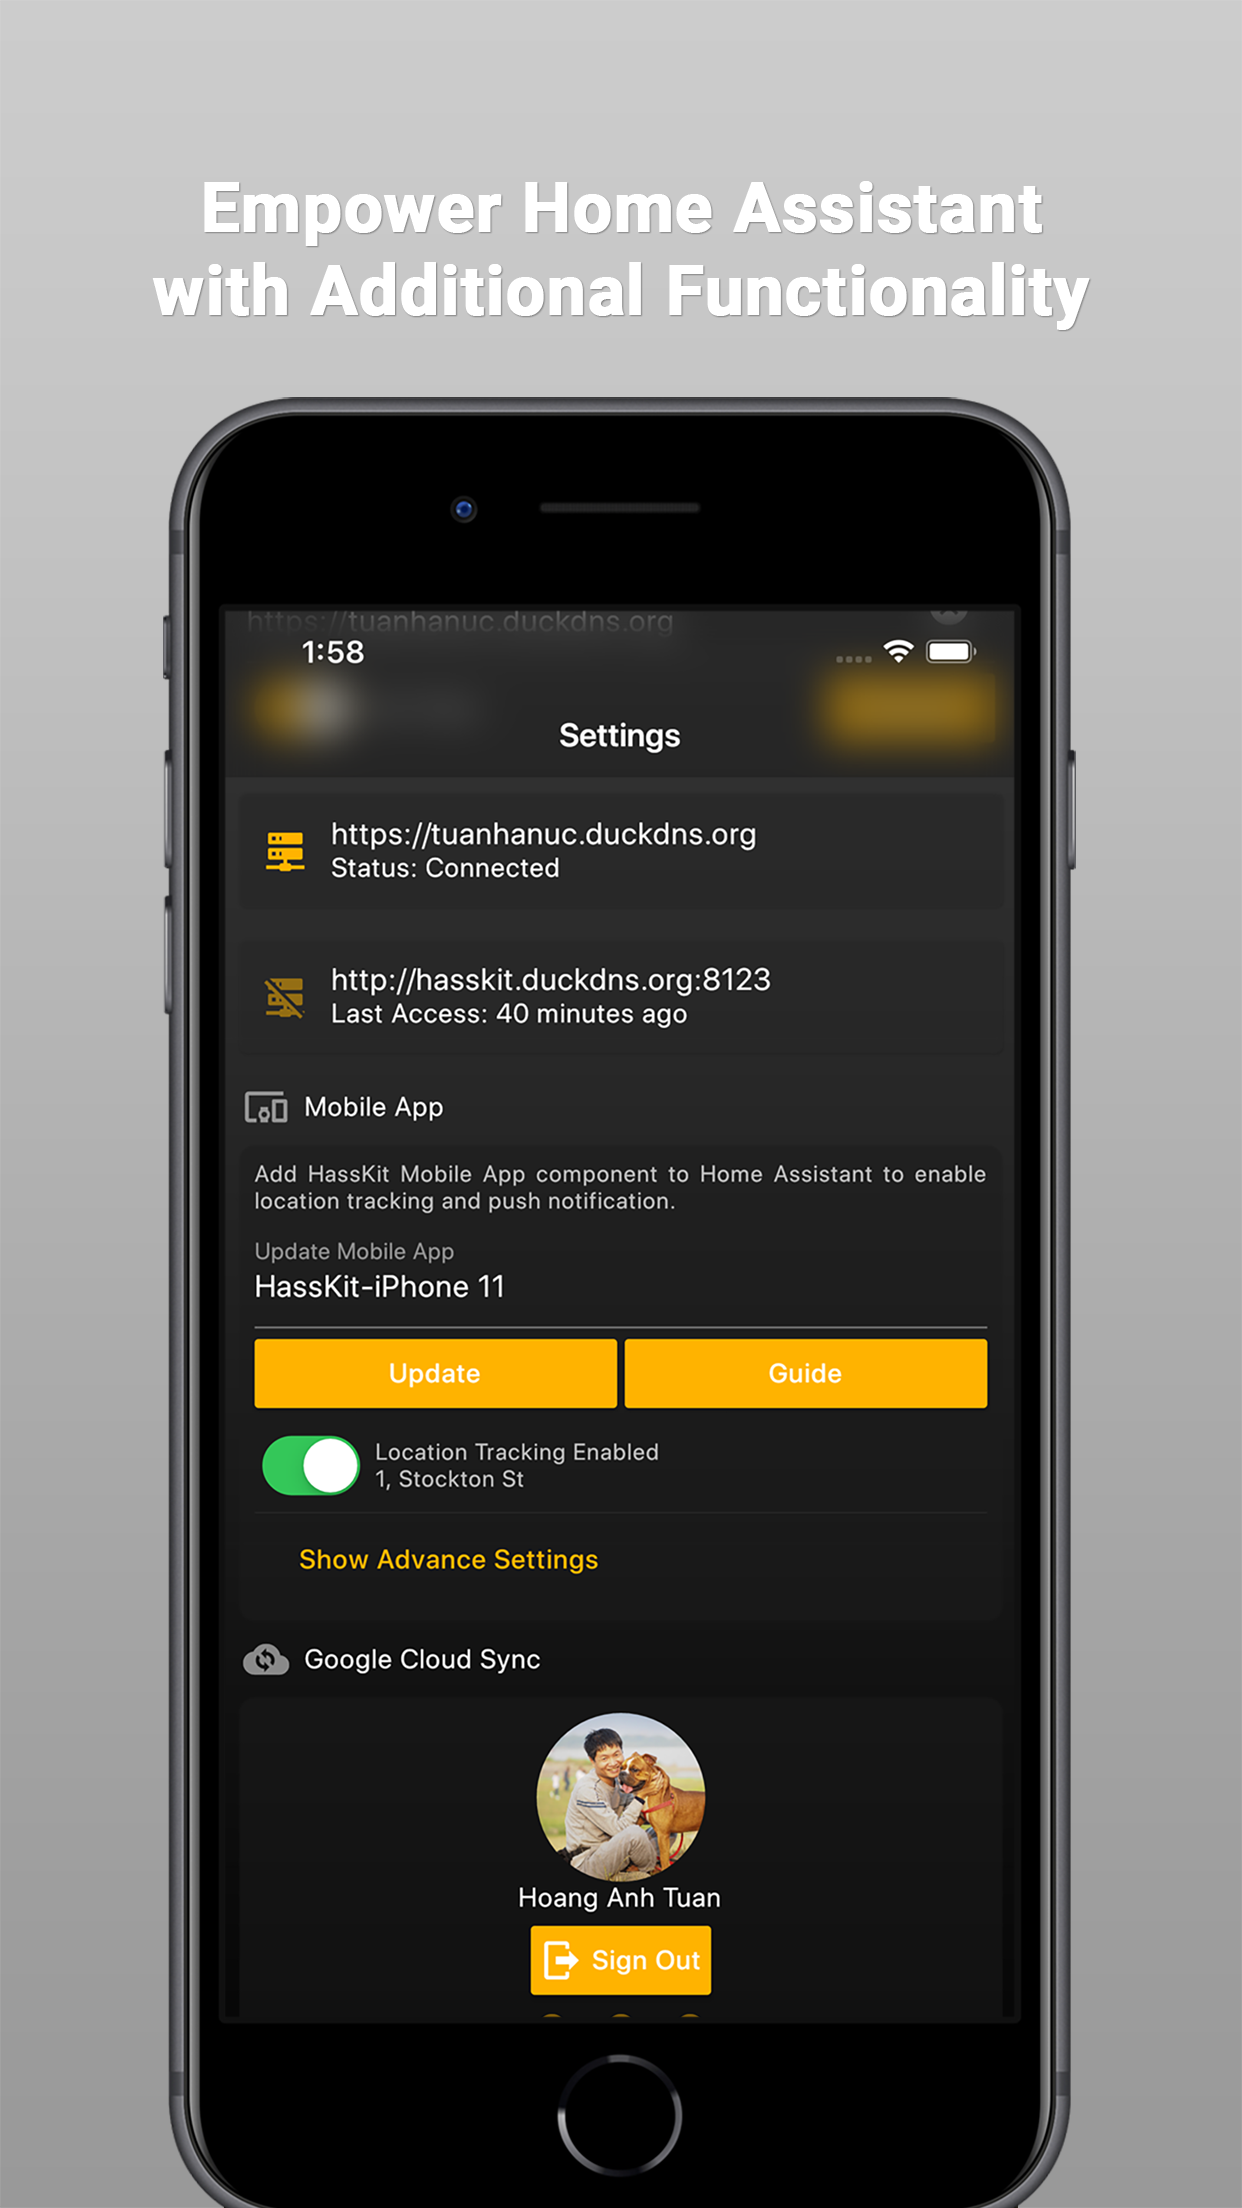 Empower Home Assistant
with Additional Functionality
https://tuanhanuc.duckdns.org
1:58
Settings
https://tuanhanuc.duckdns.org
Status: Connected
http://hasskit.duckdns.org:8123
Last Access: 40 minutes ago
Mobile App
Add HassKit Mobile App component to Home Assistant to enable
location tracking and push notification.
Update Mobile App
HassKit-iPhone 11
Update Guide
Location Tracking Enabled
1, Stockton St
Show Advance Settings
Google Cloud Sync
Hoang Anh Tuan
Sign Out